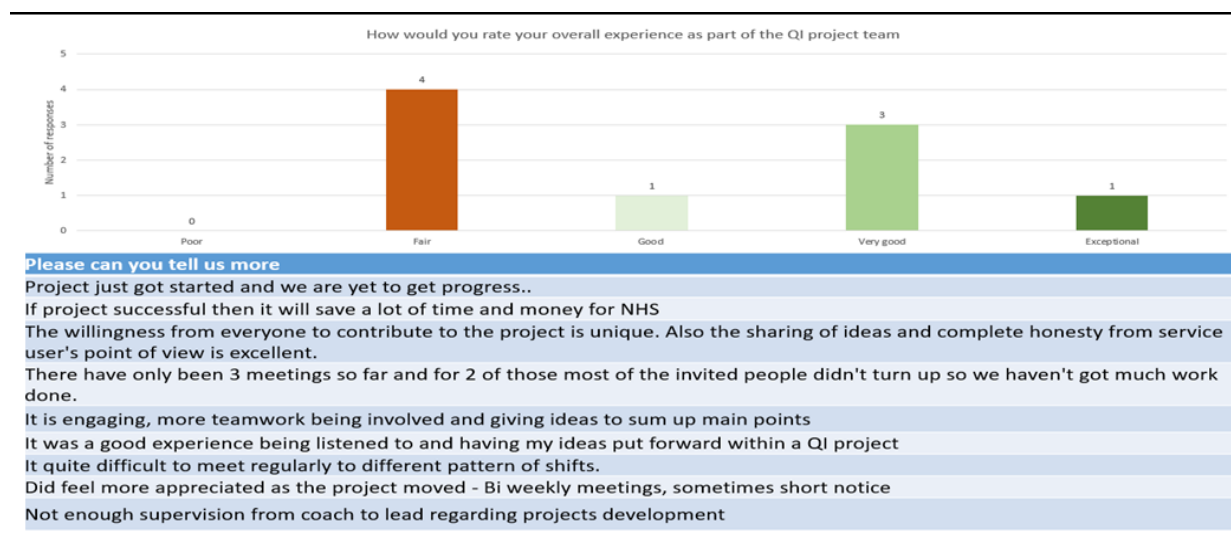 How would you rate your overall experience as part of the QI project team
Number of responses
5
4
3
2
1
0
0
4
1
3
1
Poor
Fair
Good
Very good
Exceptional
Please can you tell us more
Project just got started and we are yet to get progress..
If project successful then it will save a lot of time and money for NHS
The willingness from everyone to contribute to the project is unique. Also the sharing of ideas and complete honesty from service
user's point of view is excellent.
There have only been 3 meetings so far and for 2 of those most of the invited people didn't turn up so we haven't got much work
done.
It is engaging, more teamwork being involved and giving ideas to sum up main points
It was a good experience being listened to and having my ideas put forward within a QI project
It quite difficult to meet regularly to different pattern of shifts.
Did feel more appreciated as the project moved - Bi weekly meetings, sometimes short notice
Not enough supervision from coach to lead regarding projects development